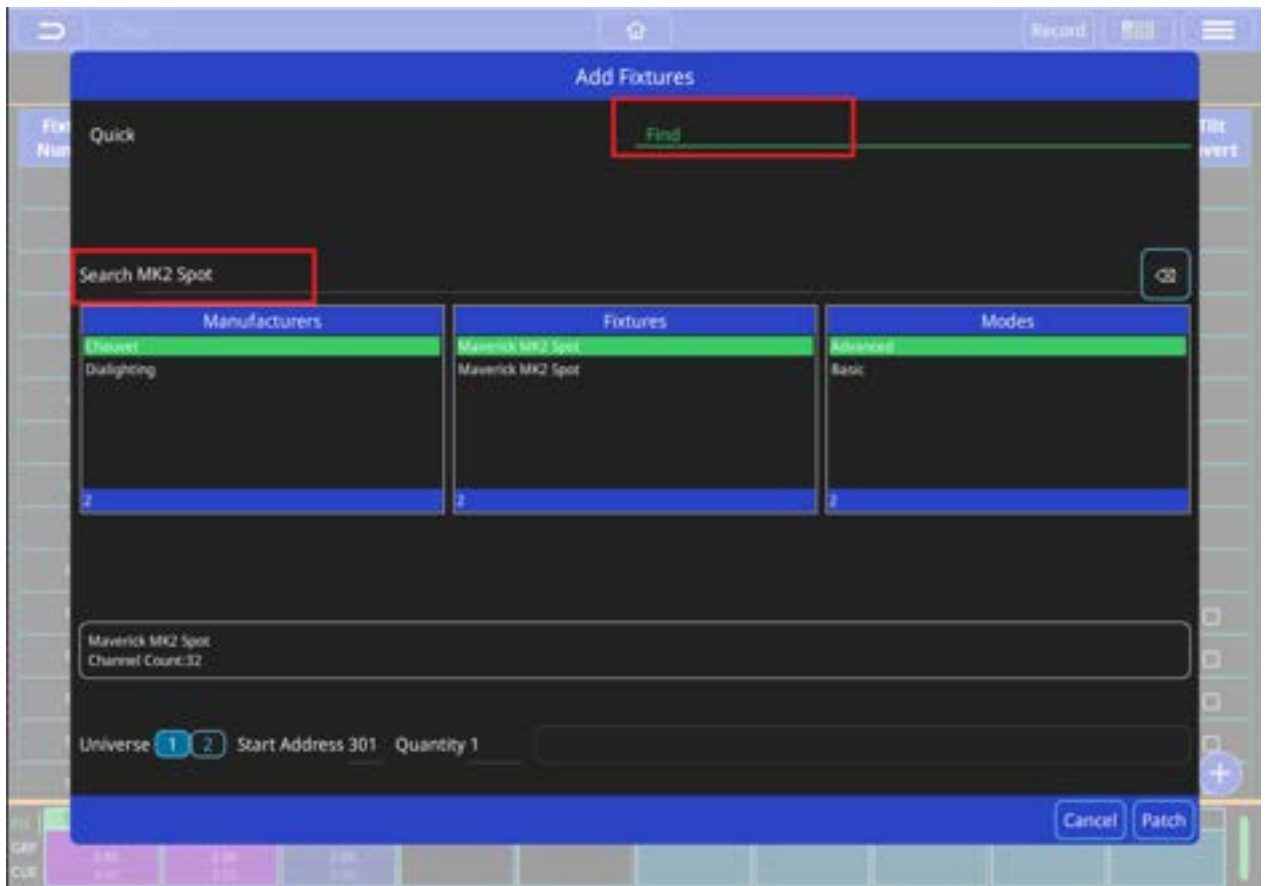 Record
Add Fixtures
Quick
Find
Tilt
Search MK2 Spot
Manufacturers
Fixtures
Modes
Chauvet
Maverick MK2 Spot
Advanced
Dialighting
Maverick MK2 Spot
Basic
2
2
2
Maverick MK2 Spot
Channel Count:32
Universe 1 2 Start Address 301 Quantity 1
Cancel
Patch
GRP
CUE